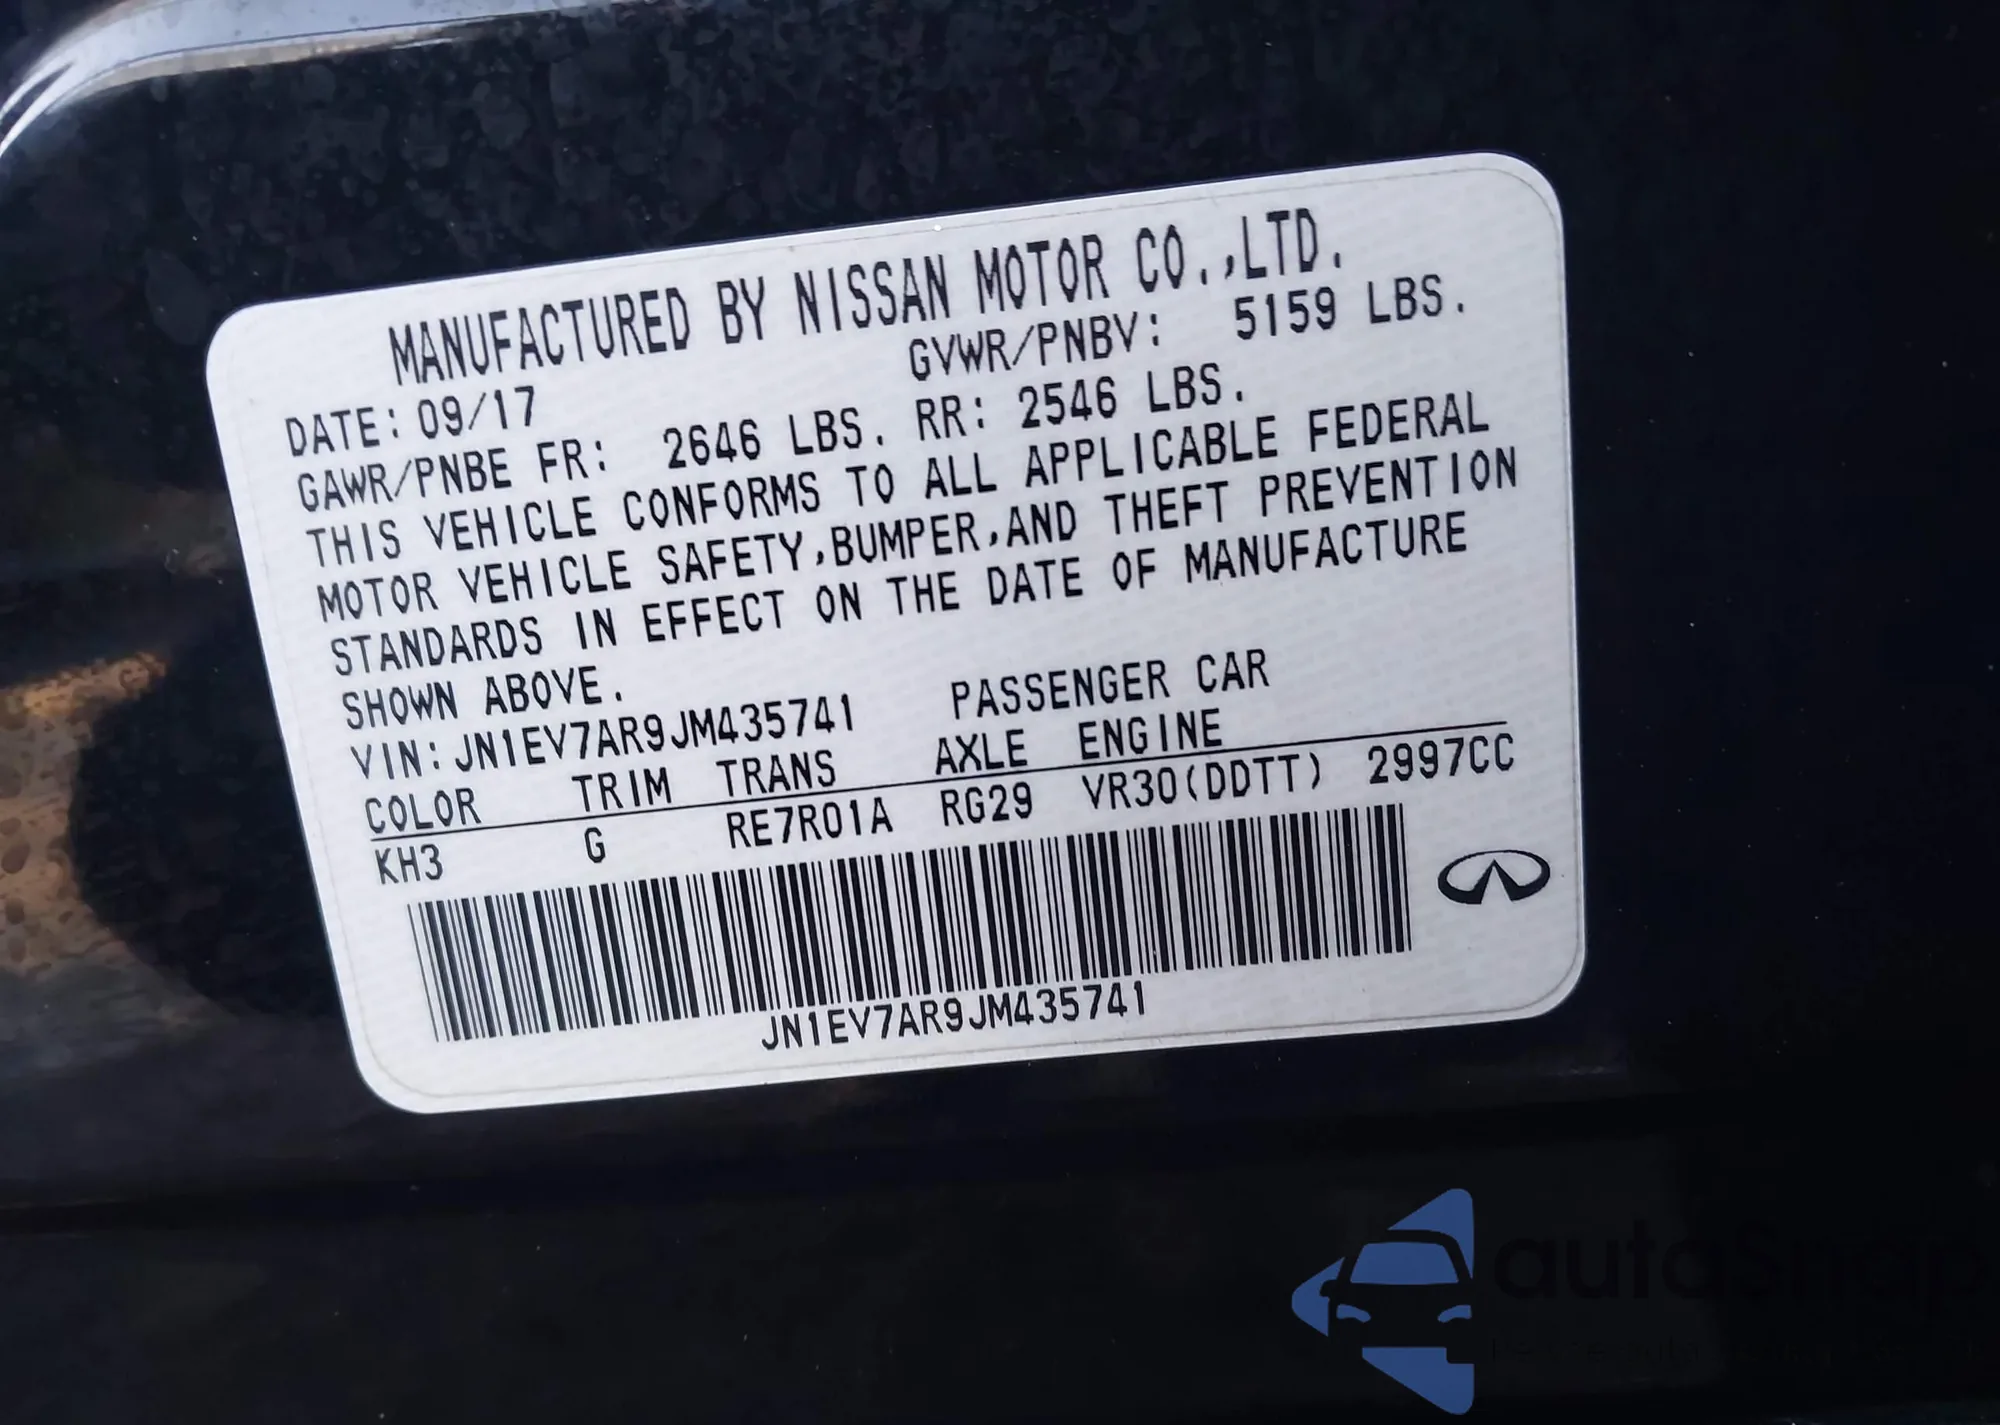 MANUFACTURED BY NISSAN MOTOR CO.,LTD.
DATE: 09/17 GVWR/PNBV: 5159 LBS.
GAWR/PNBE FR: 2646 LBS. RR: 2546 LBS.
THIS VEHICLE CONFORMS TO ALL APPLICABLE FEDERAL
MOTOR VEHICLE SAFETY,BUMPER,AND THEFT PREVENTION
STANDARDS IN EFFECT ON THE DATE OF MANUFACTURE
SHOWN ABOVE.
VIN: JN1EV7AR9JM435741 PASSENGER CAR
COLOR TRIM TRANS AXLE ENGINE
KH3 G RE7R01A RG29 VR30(DDTT) 2997CC
JN1EV7AR9JM435741